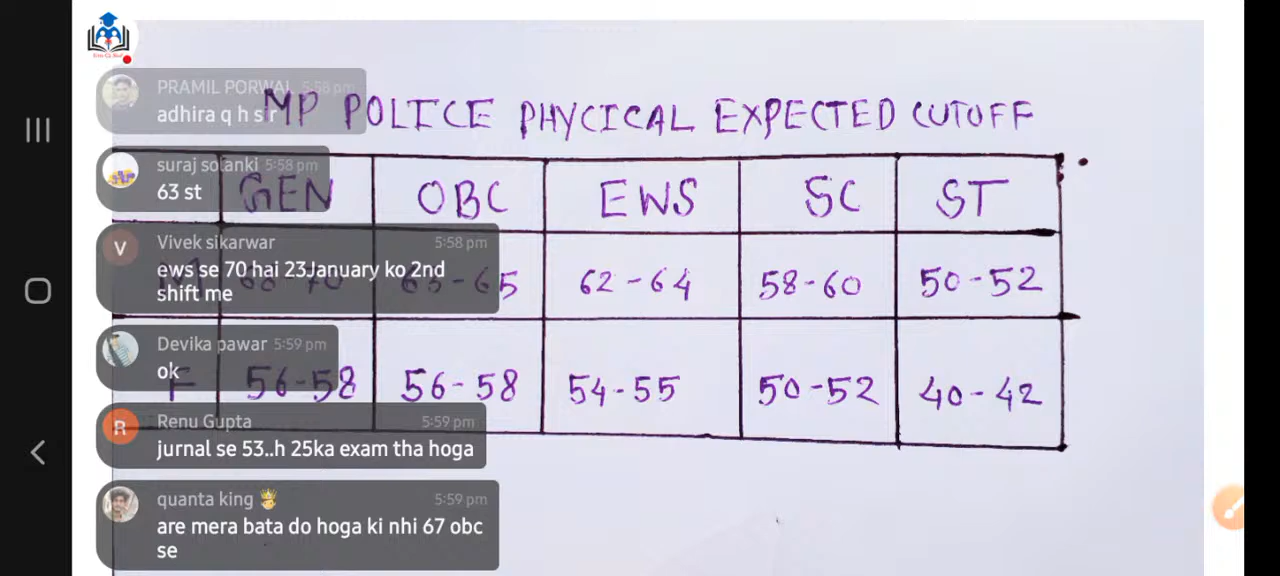 MP POLICE PHYCICAL EXPECTED CUTOFF
GEN OBC EWS SC ST
M 68-70 63-65 62-64 58-60 50-52
F 56-58 56-58 54-55 50-52 40-42
PRAMIL PORWAL 5:58 pm
adhira q h s r
suraj solanki 5:58 pm
63 st
V
Vivek sikarwar 5:58 pm
ews se 70 hai 23January ko 2nd
shift me
Devika pawar 5:59 pm
ok
R
Renu Gupta 5:59 pm
jurnal se 53..h 25ka exam tha hoga
quanta king 5:59 pm
are mera bata do hoga ki nhi 67 obc
se